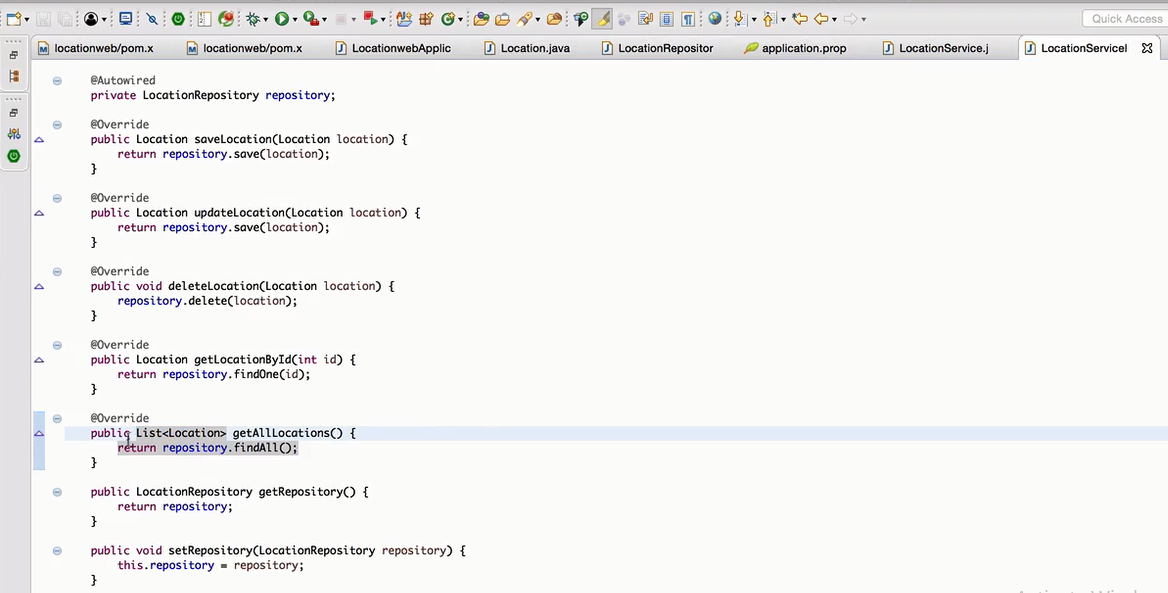 Quick Access
locationweb/pom.x
locationweb/pom.x
LocationwebApplic
Location.java
LocationRepositor
application.prop
LocationService.j
LocationServiceI
@Autowired
private LocationRepository repository;
@Override
public Location saveLocation(Location location) {
return repository.save(location);
}
@Override
public Location updateLocation(Location location) {
return repository.save(location);
}
@Override
public void deleteLocation(Location location) {
repository.delete(location);
}
@Override
public Location getLocationById(int id) {
return repository.findOne(id);
}
@Override
public List<Location> getAllLocations() {
return repository.findAll();
}
public LocationRepository getRepository() {
return repository;
}
public void setRepository(LocationRepository repository) {
this.repository = repository;
}